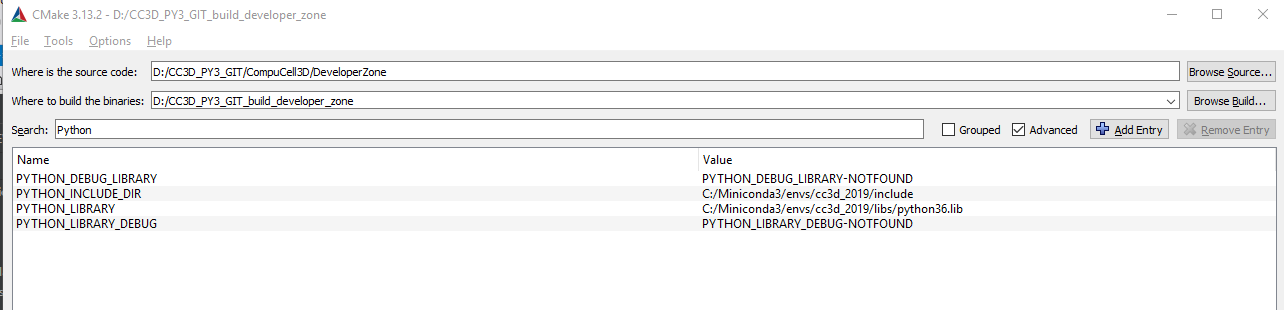 CMake 3.13.2 - D:/CC3D_PY3_GIT_build_developer_zone
File Tools Options Help
Where is the source code: D:/CC3D_PY3_GIT/CompuCell3D/DeveloperZone Browse Source...
Where to build the binaries: D:/CC3D_PY3_GIT_build_developer_zone Browse Build...
Search: Python Grouped Advanced Add Entry Remove Entry
Name Value
PYTHON_DEBUG_LIBRARY PYTHON_DEBUG_LIBRARY-NOTFOUND
PYTHON_INCLUDE_DIR C:/Miniconda3/envs/cc3d_2019/include
PYTHON_LIBRARY C:/Miniconda3/envs/cc3d_2019/libs/python36.lib
PYTHON_LIBRARY_DEBUG PYTHON_LIBRARY_DEBUG-NOTFOUND